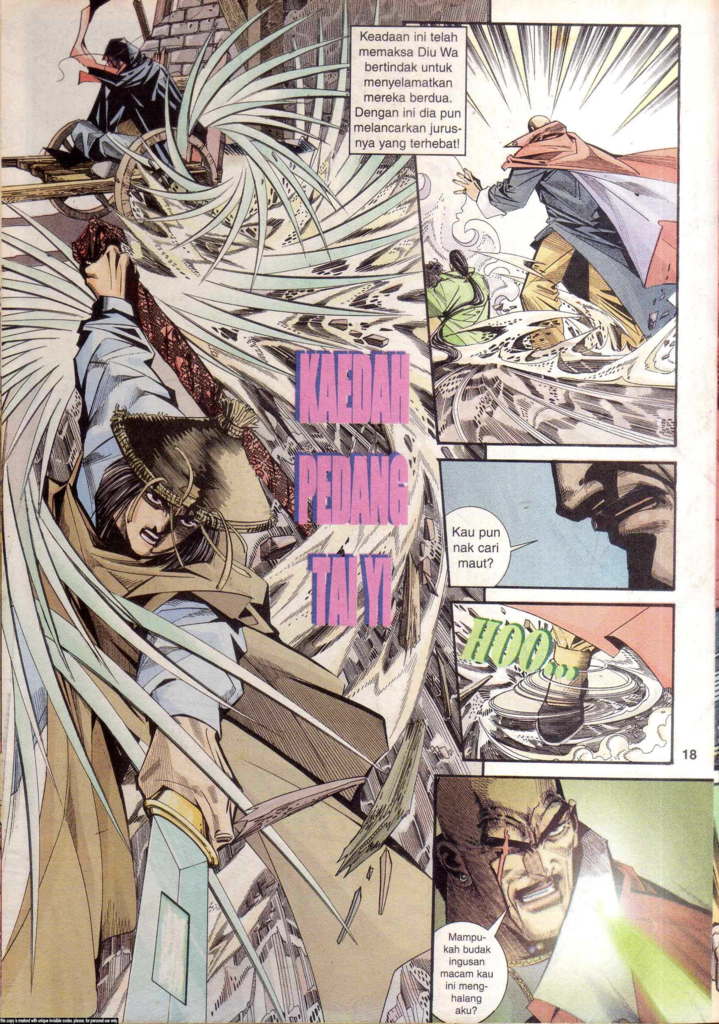 Keadaan ini telah
memaksa Diu Wa
bertindak untuk
menyelamatkan
mereka berdua.
Dengan ini dia pun
melancarkan jurus-
nya yang terhebat!
KAEDAH
PEDANG
TAI YI
Kau pun
nak cari
maut?
HOO...
18
Mampu-
kah budak
ingusan
macam kau
ini meng-
halang
aku?